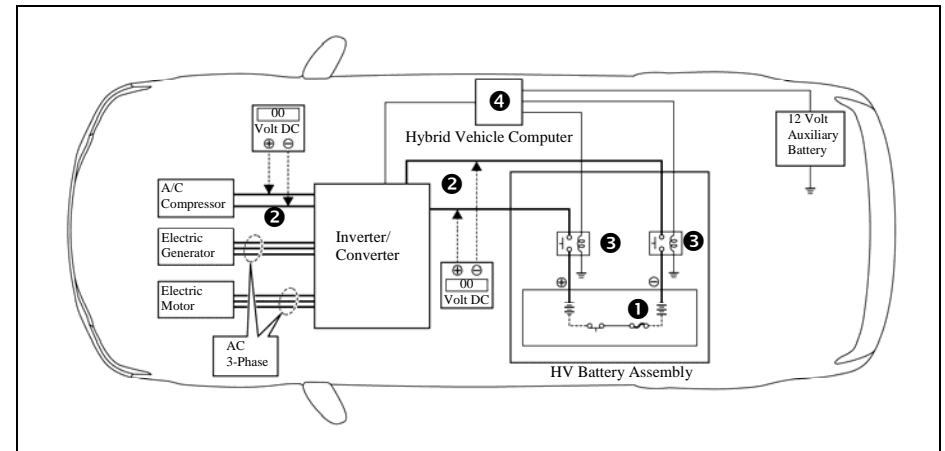 ❹
Hybrid Vehicle Computer
12 Volt
Auxiliary
Battery
00
Volt DC
⊕ ⊖
❷
❷
A/C
Compressor
Electric
Generator
Electric
Motor
Inverter/
Converter
AC
3-Phase
⊕ ⊖
00
Volt DC
❸
❸
⊕
⊖
❶
HV Battery Assembly